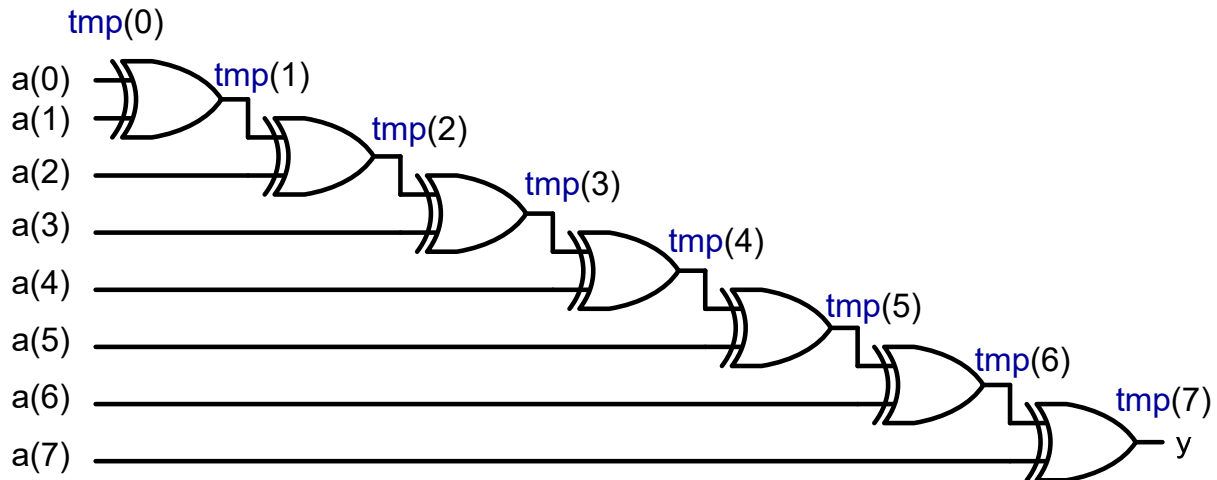 tmp(0)
a(0)
tmp(1)
a(1)
tmp(2)
a(2)
tmp(3)
a(3)
tmp(4)
a(4)
tmp(5)
a(5)
tmp(6)
a(6)
tmp(7)
y
a(7)